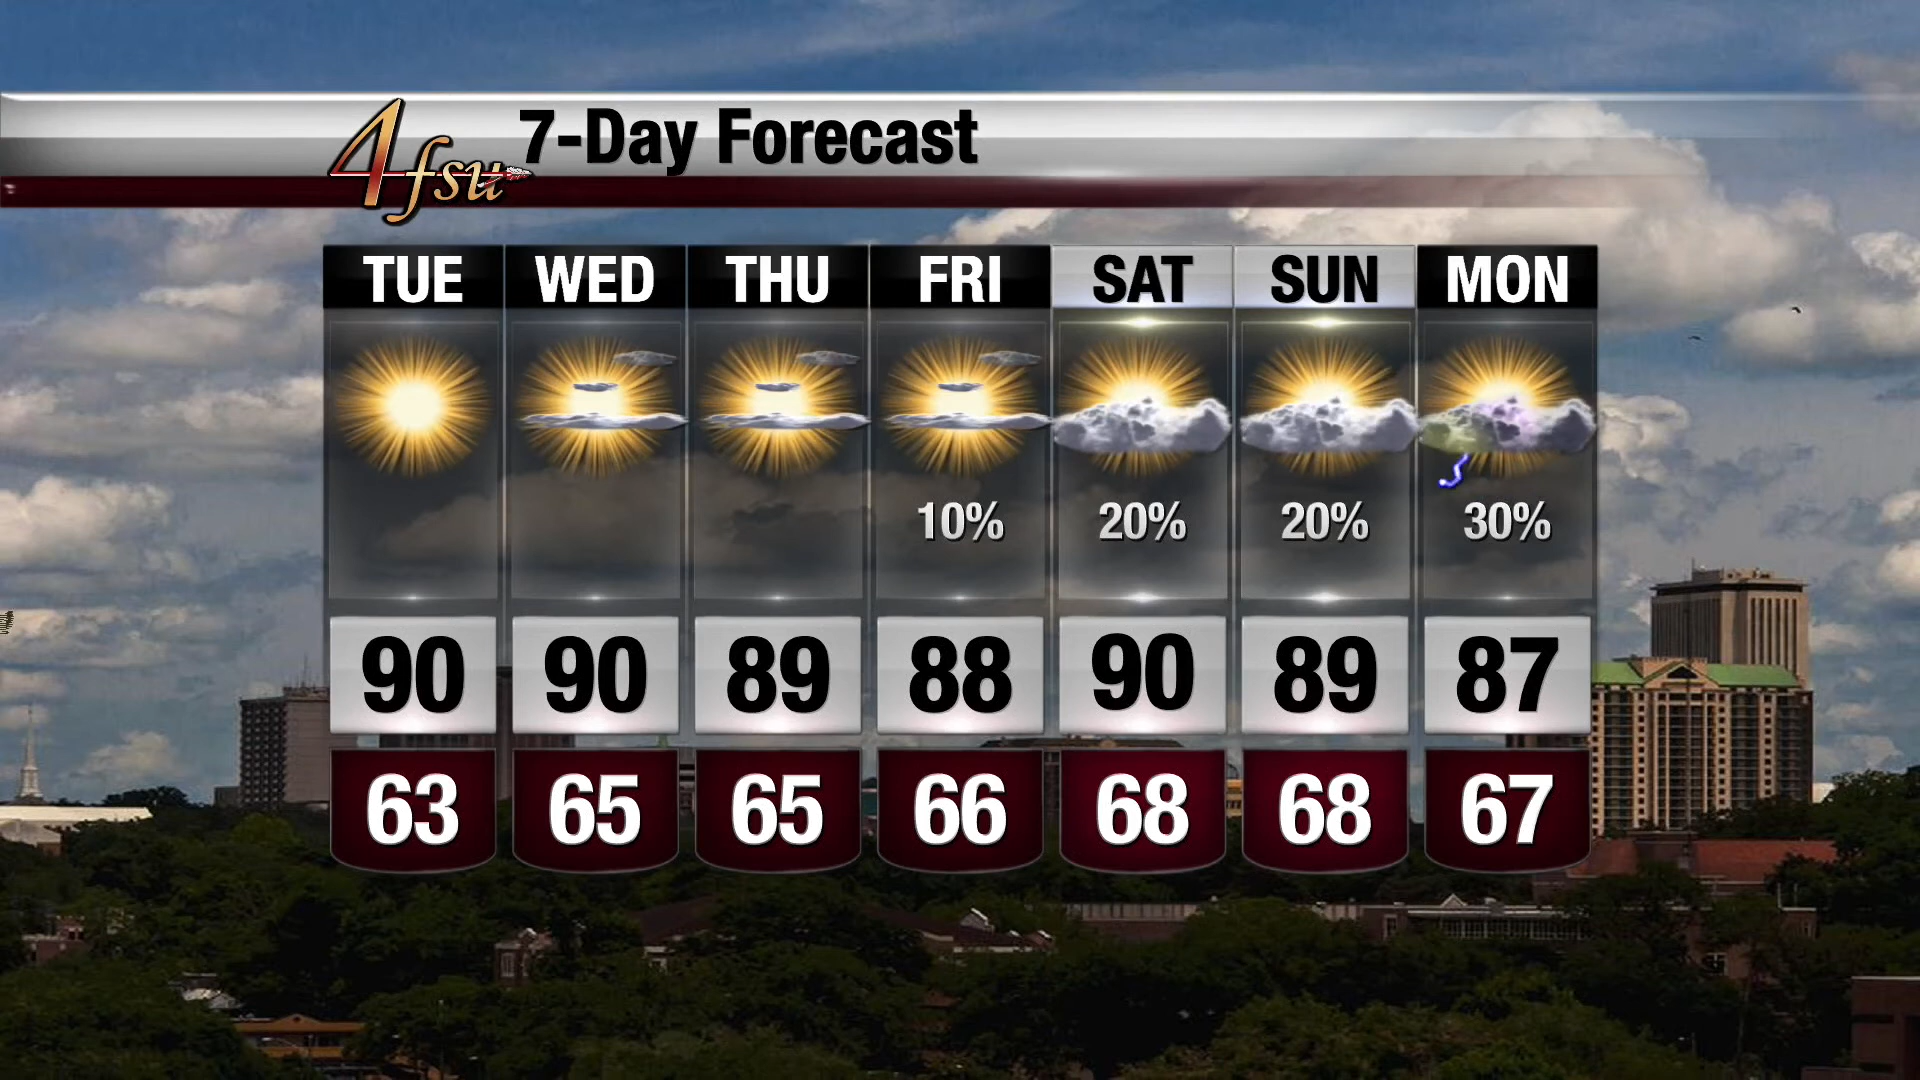 4fsu 7-Day Forecast
TUE WED THU FRI SAT SUN MON
10% 20% 20% 30%
90 90 89 88 90 89 87
63 65 65 66 68 68 67